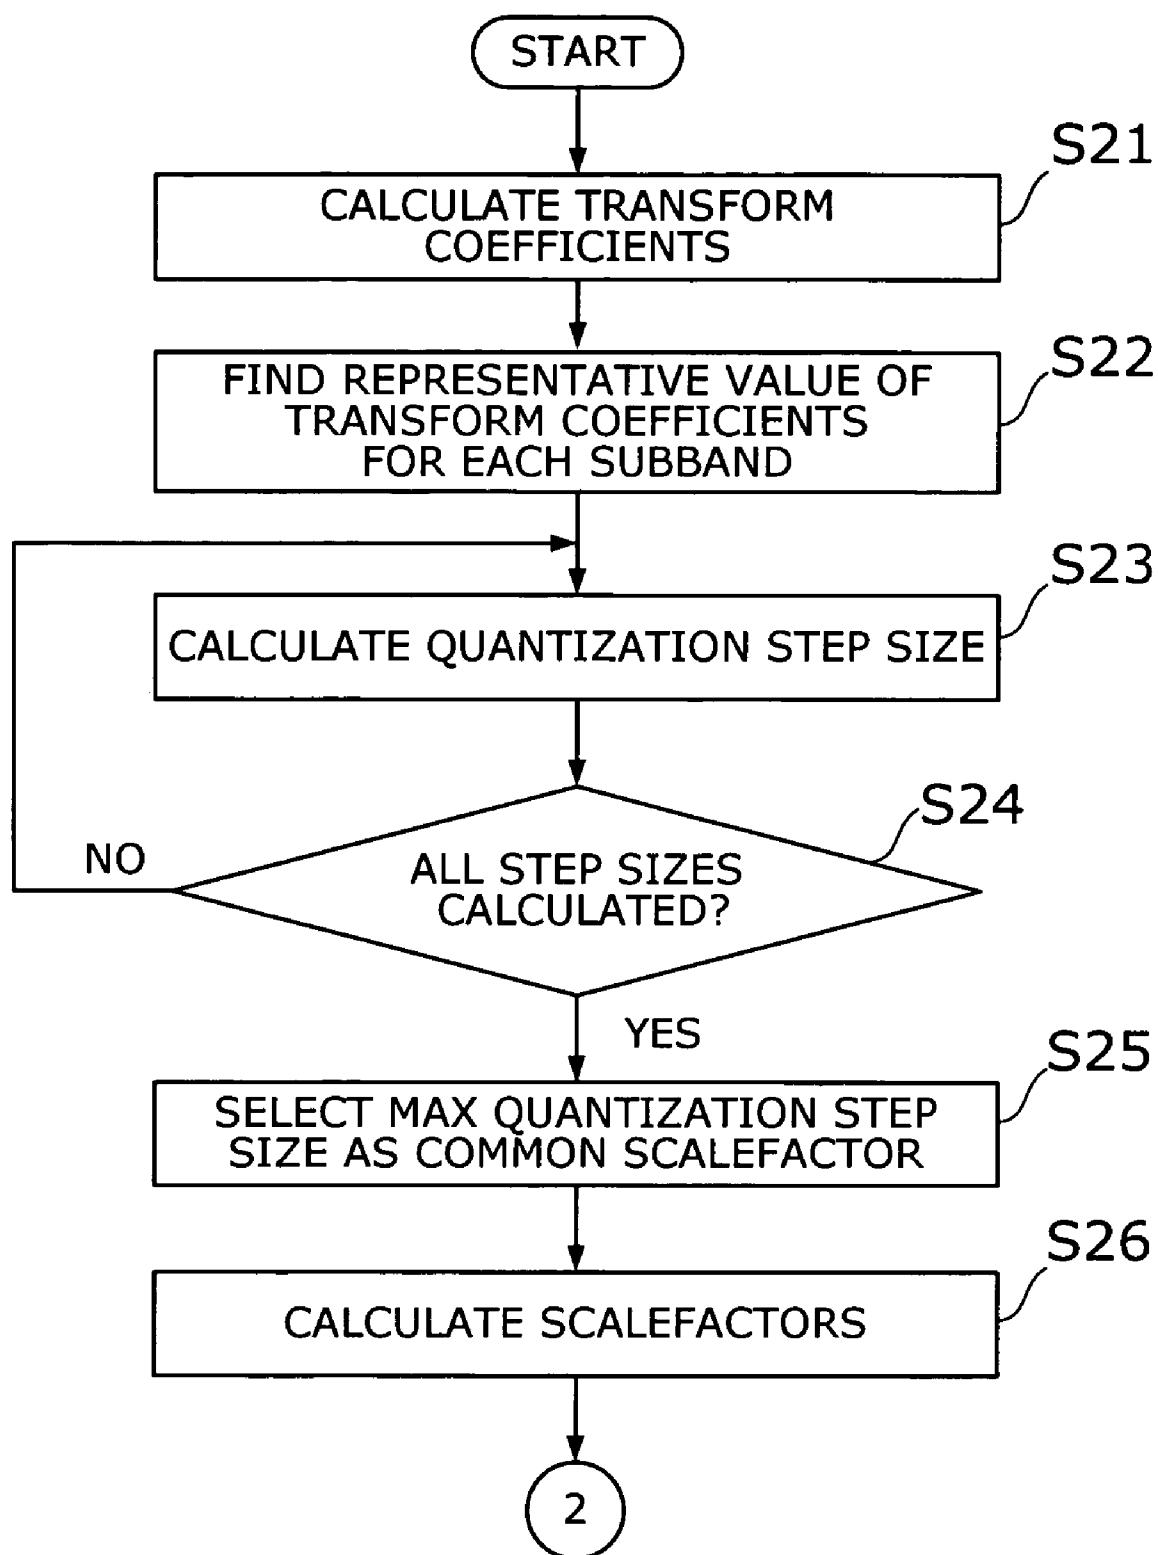 START
S21
CALCULATE TRANSFORM
COEFFICIENTS
S22
FIND REPRESENTATIVE VALUE OF
TRANSFORM COEFFICIENTS
FOR EACH SUBBAND
S23
CALCULATE QUANTIZATION STEP SIZE
S24
NO
ALL STEP SIZES
CALCULATED?
YES
S25
SELECT MAX QUANTIZATION STEP
SIZE AS COMMON SCALEFACTOR
S26
CALCULATE SCALEFACTORS
2